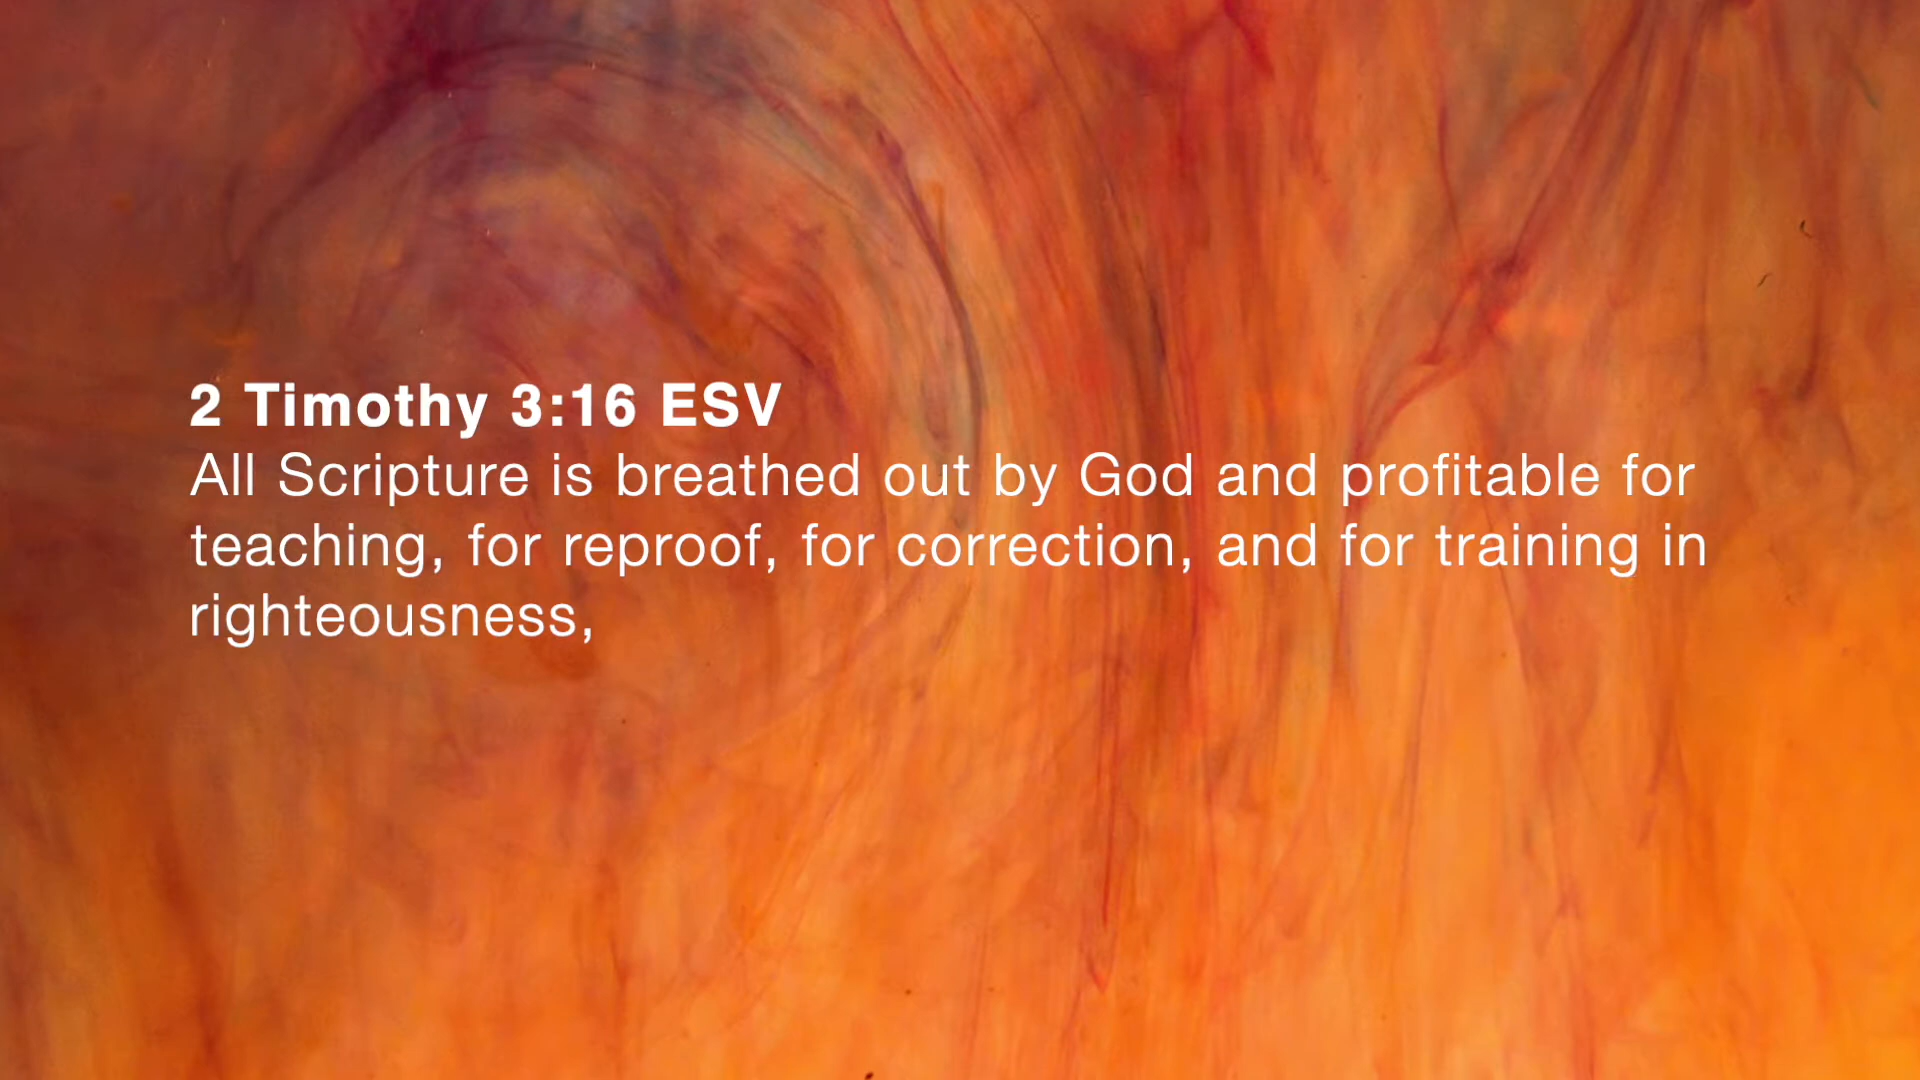 2 Timothy 3:16 ESV
All Scripture is breathed out by God and profitable for
teaching, for reproof, for correction, and for training in
righteousness,